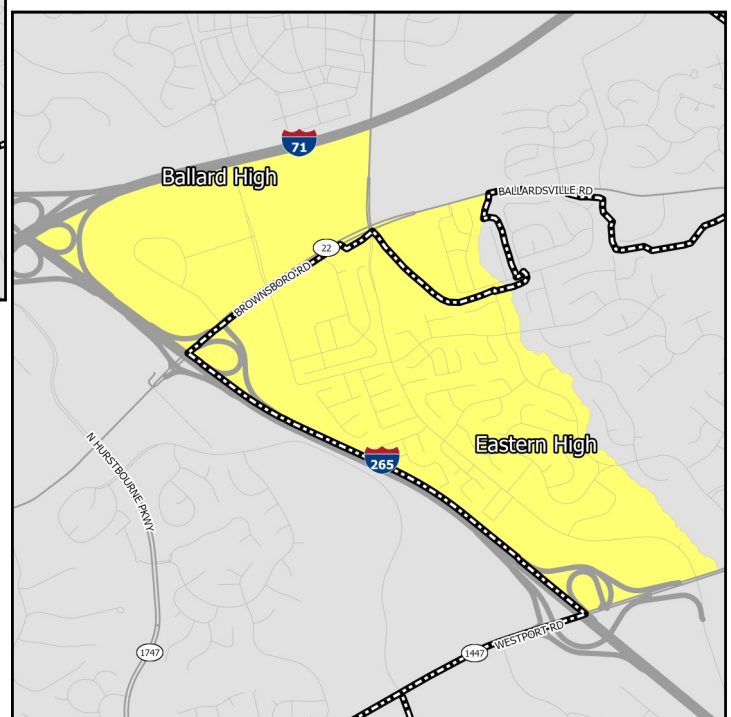 71
Ballard High
BALLARDSVILLE RD
22
BROWNSBORO RD
N HURSTBOURNE PKWY
Eastern High
265
WESTPORT RD
1747
1447